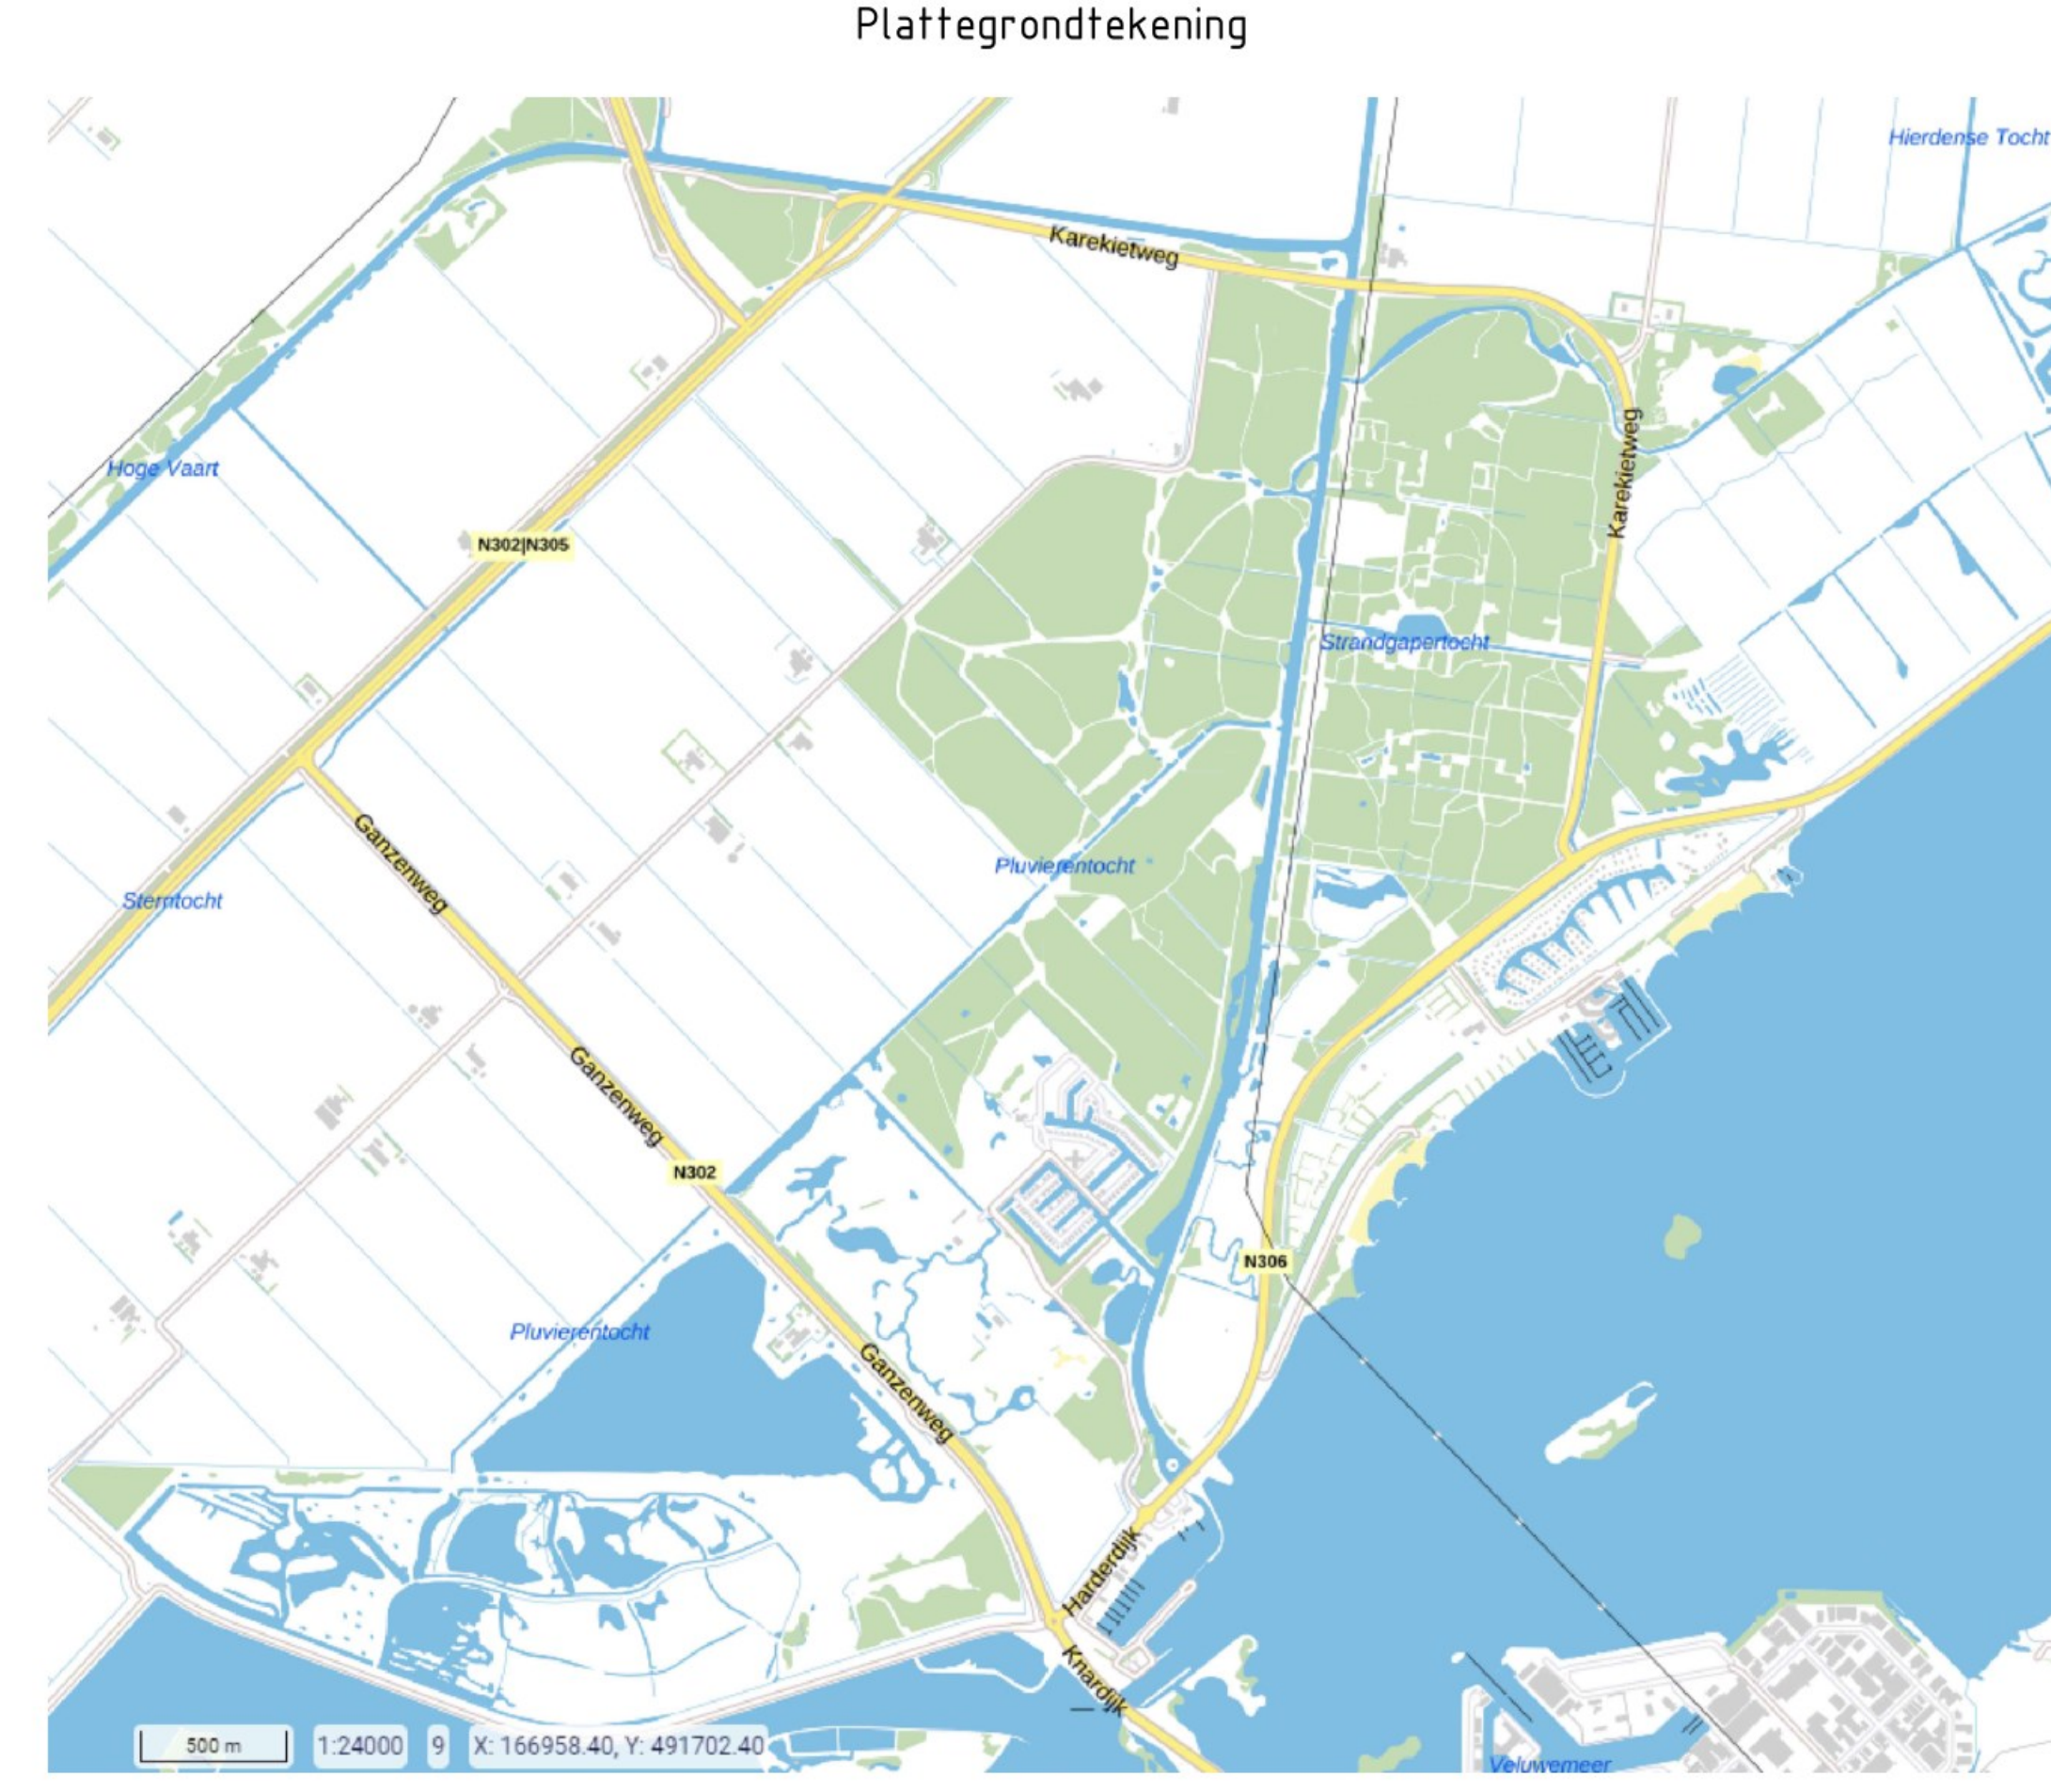 Plattegrondtekening
Hierdense Tocht
Karekietweg
Karekietweg
Hoge Vaart
N302|N305
Strandgapertocht
Ganzenweg
Pluvierentocht
Sterntocht
Ganzenweg
N302
N306
Pluvierentocht
Ganzenweg
Harderdijk
Knardijk
500 m
1:24000
9
X: 166958.40, Y: 491702.40
Veluwemeer